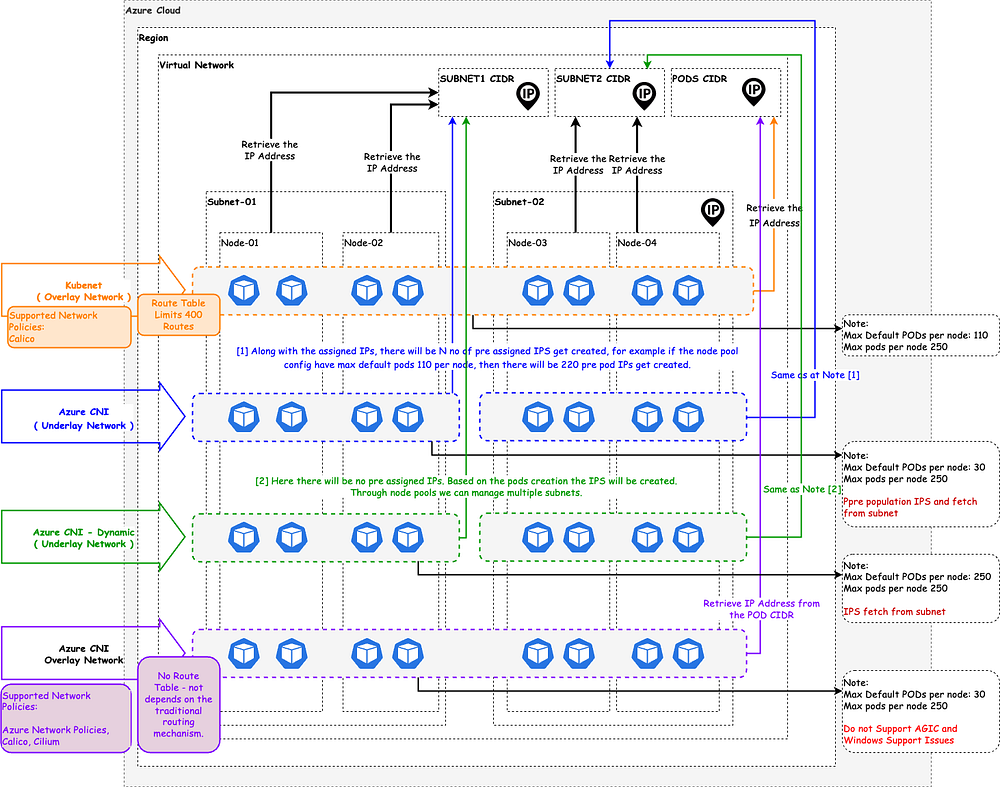 Azure Cloud
Region
Virtual Network
SUBNET1 CIDR
IP
SUBNET2 CIDR
IP
PODS CIDR
IP
Retrieve the
IP Address
Retrieve the
IP Address
Retrieve the
IP Address
Retrieve the
IP Address
Retrieve the
IP Address
Subnet-01
Subnet-02
IP
Node-01
Node-02
Node-03
Node-04
Kubenet
( Overlay Network )
Supported Network
Policies:
Calico
Route Table
Limits 400
Routes
Note:
Max Default PODs per node: 110
Max pods per node 250
[1] Along with the assigned IPs, there will be N no of pre assigned IPS get created, for example if the node pool
config have max default pods 110 per node, then there will be 220 pre pod IPs get created.
Same as at Note [1]
Azure CNI
( Underlay Network )
Note:
Max Default PODs per node: 30
Max pods per node 250
Ppre population IPS and fetch
from subnet
[2] Here there will be no pre assigned IPs. Based on the pods creation the IPS will be created.
Through node pools we can manage multiple subnets.
Same as Note [2]
Azure CNI - Dynamic
( Underlay Network )
Note:
Max Default PODs per node: 250
Max pods per node 250
IPS fetch from subnet
Retrieve IP Address from
the POD CIDR
Azure CNI
Overlay Network
Supported Network
Policies:
Azure Network Policies,
Calico, Cilium
No Route
Table - not
depends on the
traditional
routing
mechanism.
Note:
Max Default PODs per node: 30
Max pods per node 250
Do not Support AGIC and
Windows Support Issues